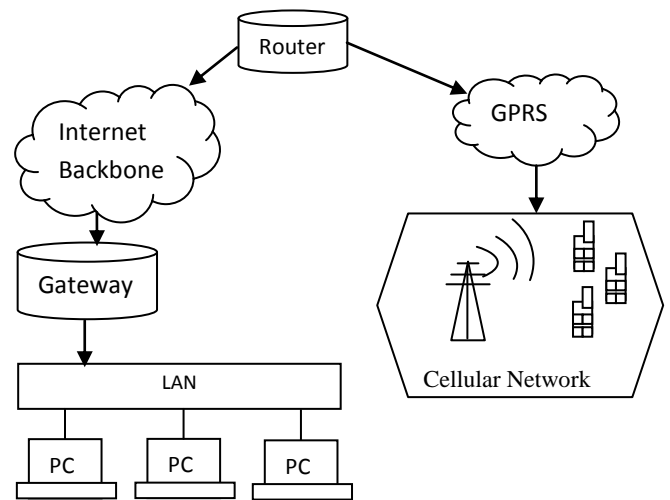 Router
Internet
Backbone
GPRS
Gateway
LAN
Cellular Network
PC
PC
PC